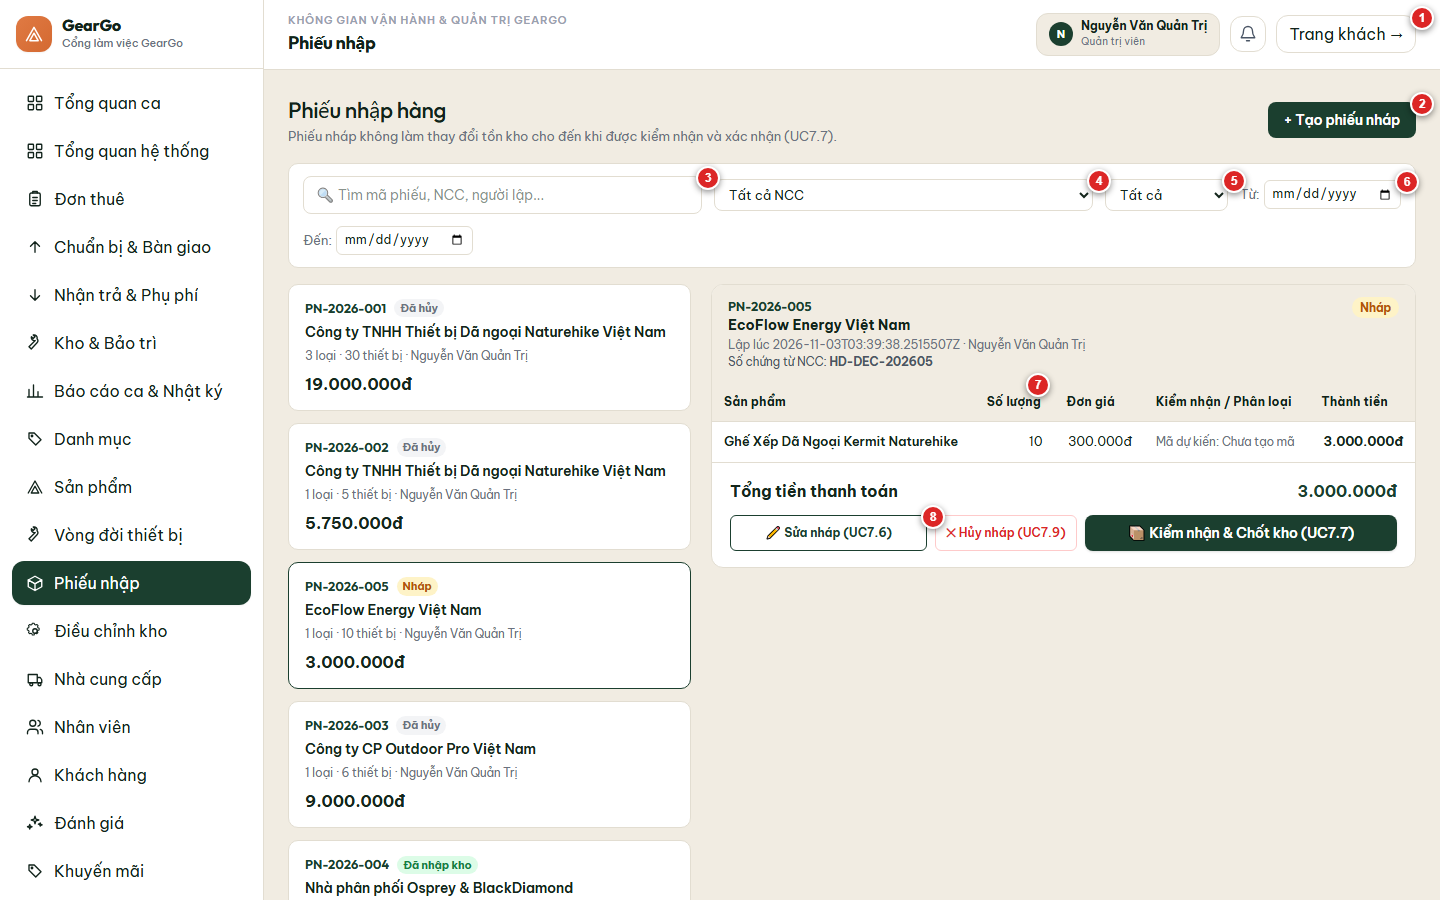 GearGo
Cổng làm việc GearGo
Tổng quan ca
Tổng quan hệ thống
Đơn thuê
Chuẩn bị & Bàn giao
Nhận trả & Phụ phí
Kho & Bảo trì
Báo cáo ca & Nhật ký
Danh mục
Sản phẩm
Vòng đời thiết bị
Phiếu nhập
Điều chỉnh kho
Nhà cung cấp
Nhân viên
Khách hàng
Đánh giá
Khuyến mãi
KHÔNG GIAN VẬN HÀNH & QUẢN TRỊ GEARGO
Phiếu nhập
N
Nguyễn Văn Quản Trị
Quản trị viên
Trang khách →
1
Phiếu nhập hàng
Phiếu nháp không làm thay đổi tồn kho cho đến khi được kiểm nhận và xác nhận (UC7.7).
+ Tạo phiếu nháp
2
Tìm mã phiếu, NCC, người lập...
3
Tất cả NCC
4
Tất cả
5
Từ: mm/dd/yyyy
6
Đến: mm/dd/yyyy
PN-2026-001 Đã hủy
Công ty TNHH Thiết bị Dã ngoại Naturehike Việt Nam
3 loại · 30 thiết bị · Nguyễn Văn Quản Trị
19.000.000đ
PN-2026-002 Đã hủy
Công ty TNHH Thiết bị Dã ngoại Naturehike Việt Nam
1 loại · 5 thiết bị · Nguyễn Văn Quản Trị
5.750.000đ
PN-2026-005 Nháp
EcoFlow Energy Việt Nam
1 loại · 10 thiết bị · Nguyễn Văn Quản Trị
3.000.000đ
PN-2026-003 Đã hủy
Công ty CP Outdoor Pro Việt Nam
1 loại · 6 thiết bị · Nguyễn Văn Quản Trị
9.000.000đ
PN-2026-004 Đã nhập kho
Nhà phân phối Osprey & BlackDiamond
PN-2026-005
Nháp
EcoFlow Energy Việt Nam
Lập lúc 2026-11-03T03:39:38.2515507Z · Nguyễn Văn Quản Trị
Số chứng từ NCC: HD-DEC-202605
7
Sản phẩm Số lượng Đơn giá Kiểm nhận / Phân loại Thành tiền
Ghế Xếp Dã Ngoại Kermit Naturehike 10 300.000đ Mã dự kiến: Chưa tạo mã 3.000.000đ
Tổng tiền thanh toán 3.000.000đ
8
Sửa nháp (UC7.6)
✕ Hủy nháp (UC7.9)
Kiểm nhận & Chốt kho (UC7.7)